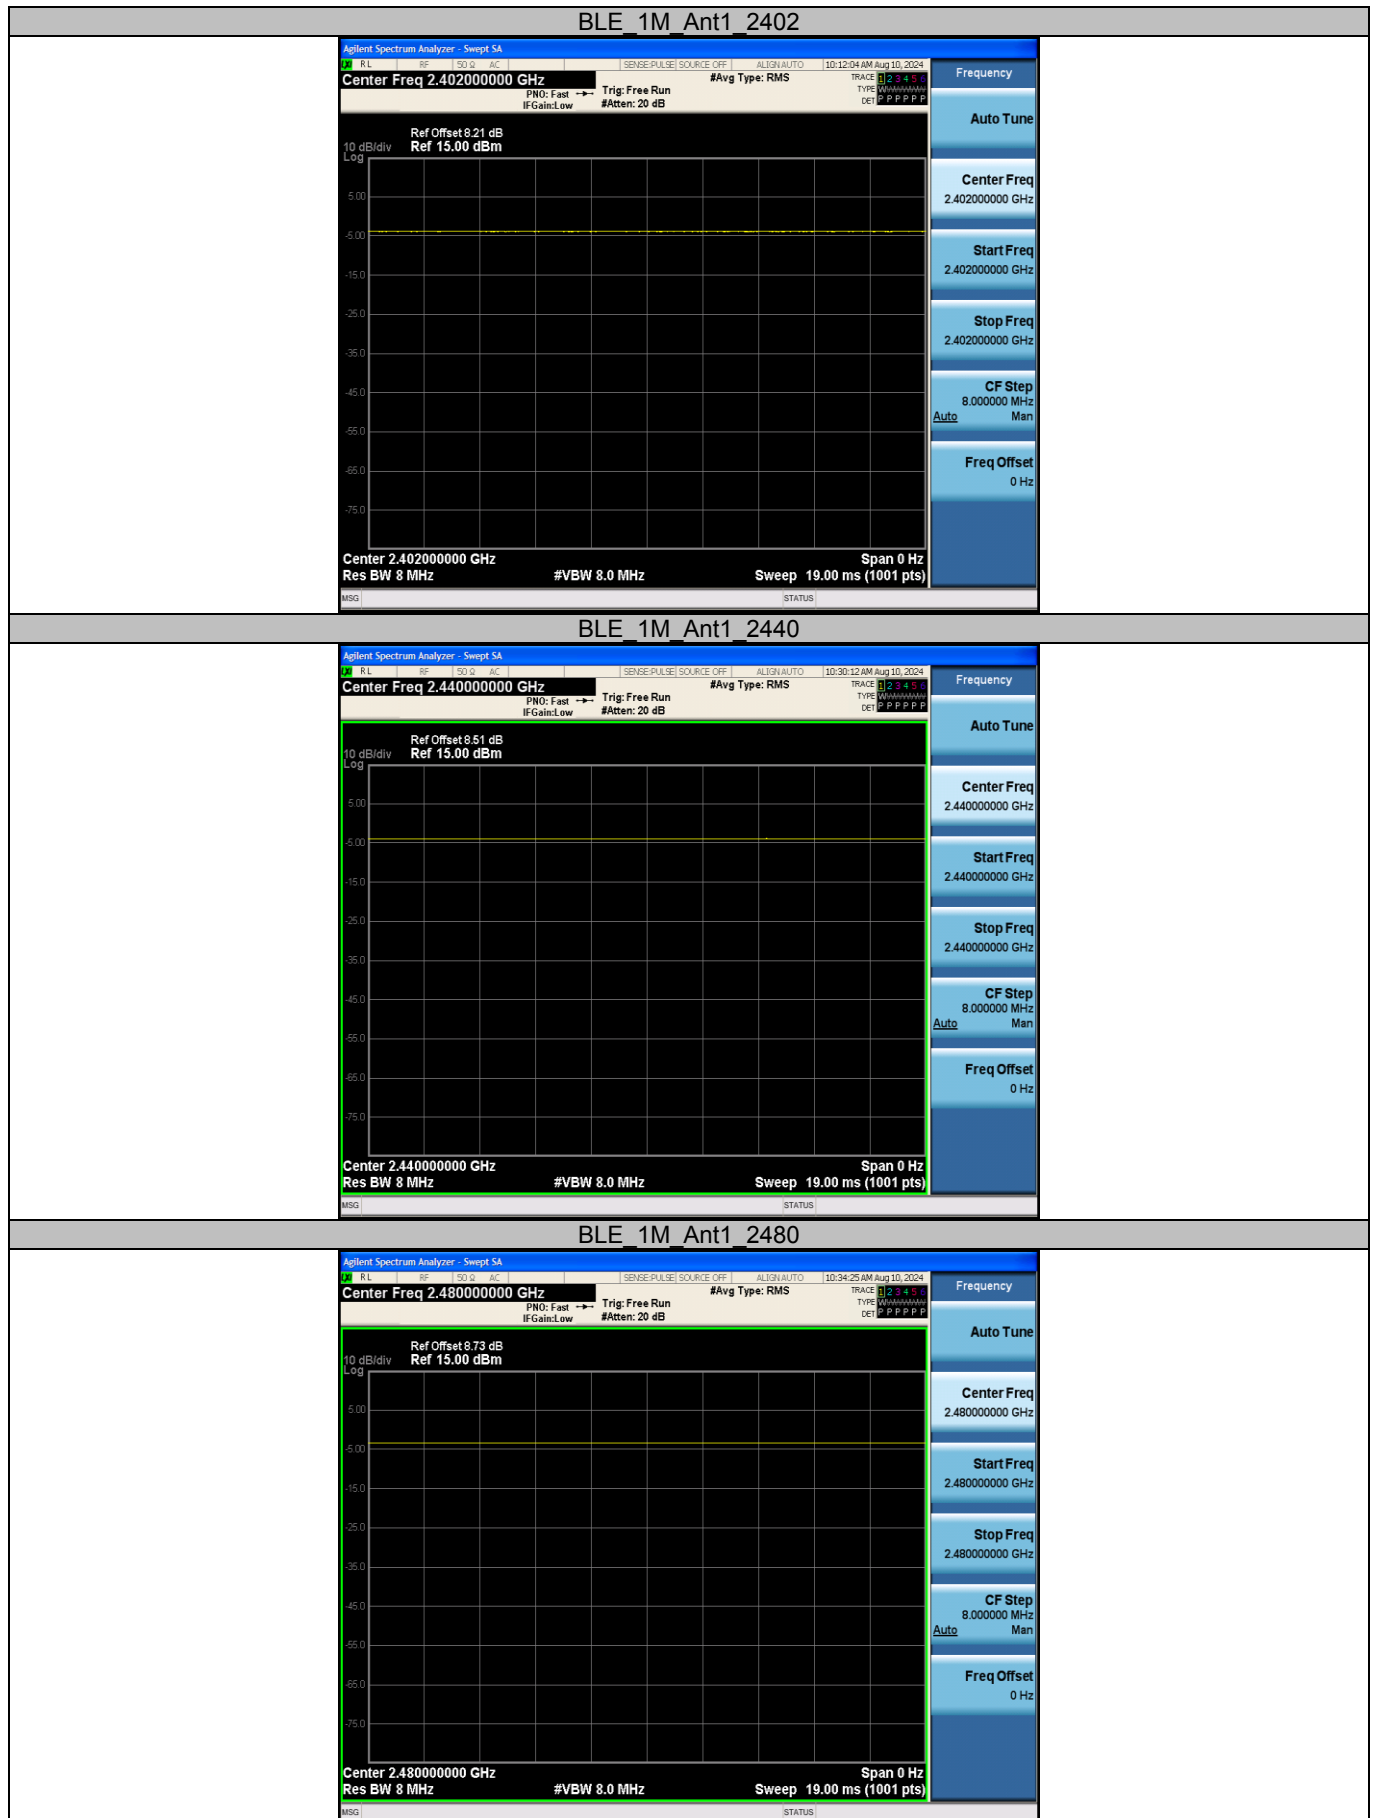 BLE_1M_Ant1_2402
Agilent Spectrum Analyzer - Swept SA
RL RF 50 Ω AC SENSE:PULSE SOURCE OFF ALIGN AUTO 10:12:04 AM Aug 10, 2024
Center Freq 2.402000000 GHz #Avg Type: RMS TRACE 1 2 3 4 5 6
PNO: Fast Trig: Free Run TYPE
IFGain:Low #Atten: 20 dB DET P P P P P P
Frequency
Auto Tune
Ref Offset 8.21 dB
10 dB/div Ref 15.00 dBm
Log
5.00
-5.00
-15.0
-25.0
-35.0
-45.0
-55.0
-65.0
-75.0
Center Freq
2.402000000 GHz
Start Freq
2.402000000 GHz
Stop Freq
2.402000000 GHz
CF Step
8.000000 MHz
Auto Man
Freq Offset
0 Hz
Center 2.402000000 GHz Span 0 Hz
Res BW 8 MHz #VBW 8.0 MHz Sweep 19.00 ms (1001 pts)
MSG STATUS
BLE_1M_Ant1_2440
Agilent Spectrum Analyzer - Swept SA
RL RF 50 Ω AC SENSE:PULSE SOURCE OFF ALIGN AUTO 10:30:12 AM Aug 10, 2024
Center Freq 2.440000000 GHz #Avg Type: RMS TRACE 1 2 3 4 5 6
PNO: Fast Trig: Free Run TYPE
IFGain:Low #Atten: 20 dB DET P P P P P P
Frequency
Auto Tune
Ref Offset 8.51 dB
10 dB/div Ref 15.00 dBm
Log
5.00
-5.00
-15.0
-25.0
-35.0
-45.0
-55.0
-65.0
-75.0
Center Freq
2.440000000 GHz
Start Freq
2.440000000 GHz
Stop Freq
2.440000000 GHz
CF Step
8.000000 MHz
Auto Man
Freq Offset
0 Hz
Center 2.440000000 GHz Span 0 Hz
Res BW 8 MHz #VBW 8.0 MHz Sweep 19.00 ms (1001 pts)
MSG STATUS
BLE_1M_Ant1_2480
Agilent Spectrum Analyzer - Swept SA
RL RF 50 Ω AC SENSE:PULSE SOURCE OFF ALIGN AUTO 10:34:25 AM Aug 10, 2024
Center Freq 2.480000000 GHz #Avg Type: RMS TRACE 1 2 3 4 5 6
PNO: Fast Trig: Free Run TYPE
IFGain:Low #Atten: 20 dB DET P P P P P P
Frequency
Auto Tune
Ref Offset 8.73 dB
10 dB/div Ref 15.00 dBm
Log
5.00
-5.00
-15.0
-25.0
-35.0
-45.0
-55.0
-65.0
-75.0
Center Freq
2.480000000 GHz
Start Freq
2.480000000 GHz
Stop Freq
2.480000000 GHz
CF Step
8.000000 MHz
Auto Man
Freq Offset
0 Hz
Center 2.480000000 GHz Span 0 Hz
Res BW 8 MHz #VBW 8.0 MHz Sweep 19.00 ms (1001 pts)
MSG STATUS